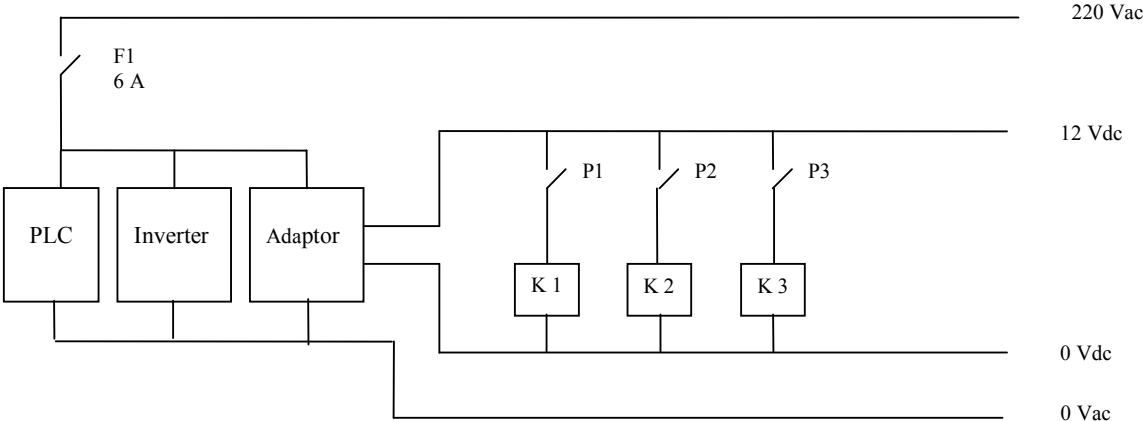 220 Vac
F1
6 A
12 Vdc
P1
P2
P3
PLC
Inverter
Adaptor
K 1
K 2
K 3
0 Vdc
0 Vac